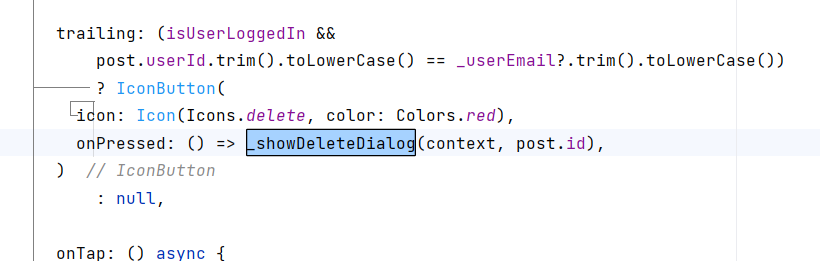 trailing: (isUserLoggedIn &&
post.userId.trim().toLowerCase() == _userEmail?.trim().toLowerCase())
? IconButton(
icon: Icon(Icons.delete, color: Colors.red),
onPressed: () => _showDeleteDialog(context, post.id),
) // IconButton
: null,
onTap: () async {